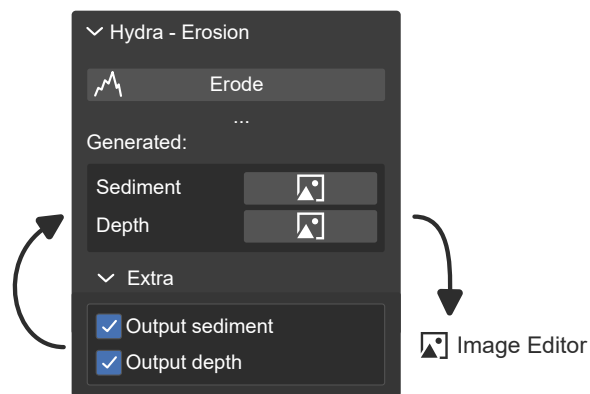 Hydra - Erosion
Erode
...
Generated:
Sediment
Depth
Extra
Output sediment
Output depth
Image Editor